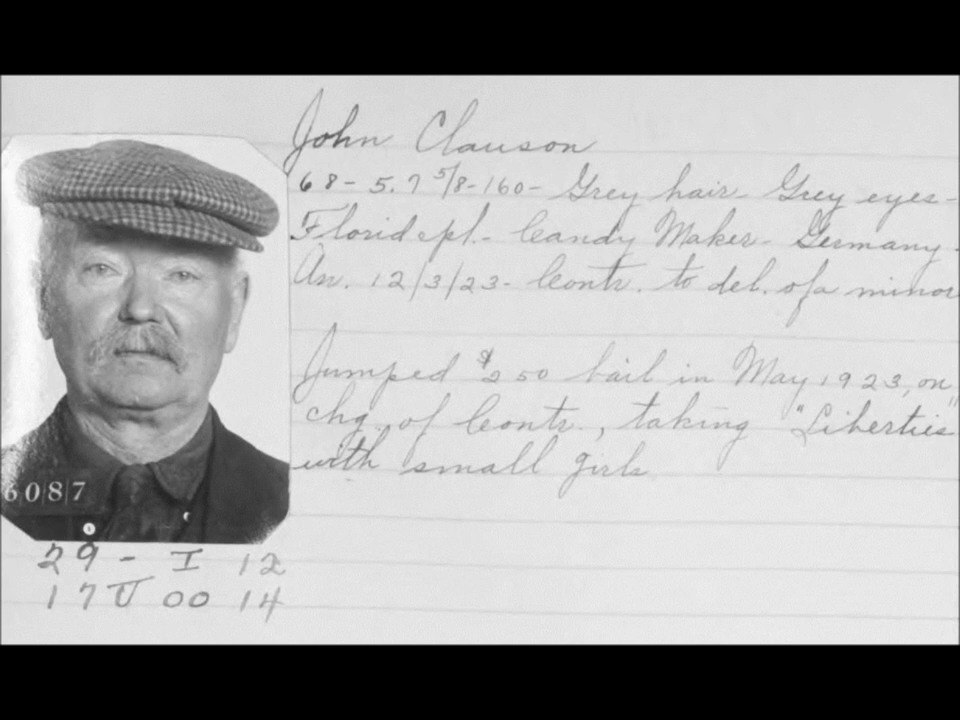 John Clauson
68 - 5.7 5/8 - 160 - Grey hair - Grey eyes -
Florid cpl. - Candy Maker - Germany -
Arr. 12/3/23 - Contr. to del. of a minor
Jumped $250 bail in May 1923, on
chg. of Contr., taking "Liberties"
with small girls
6087
29 - I 12
17 U 00 14